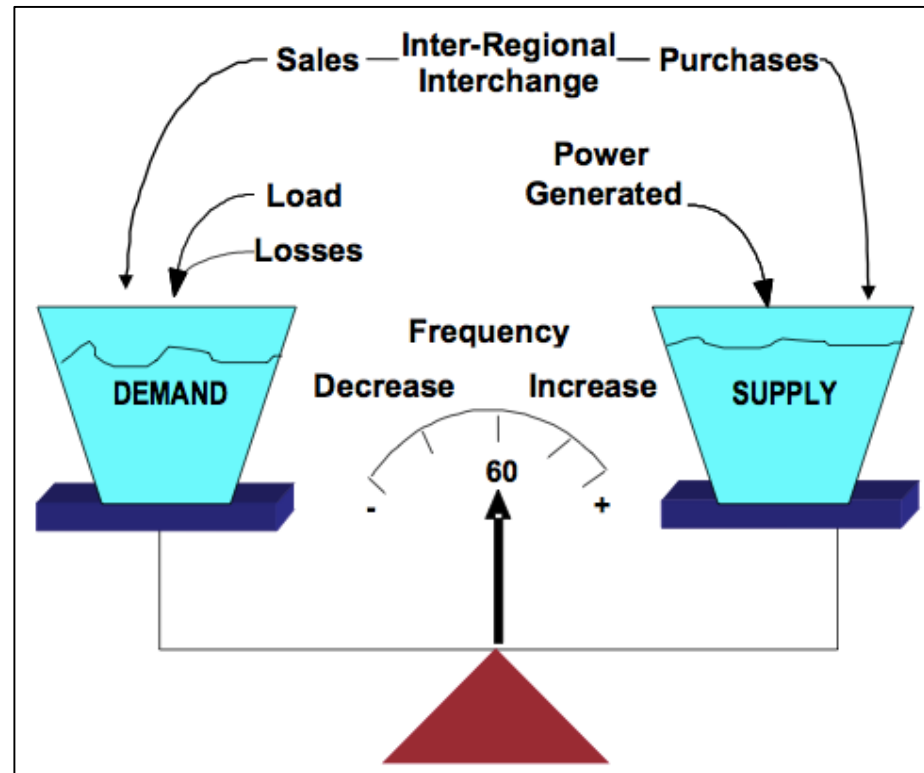 Sales
Inter-Regional
Interchange
Purchases
Power
Generated
Load
Losses
Frequency
Decrease
Increase
DEMAND
SUPPLY
60
-
+